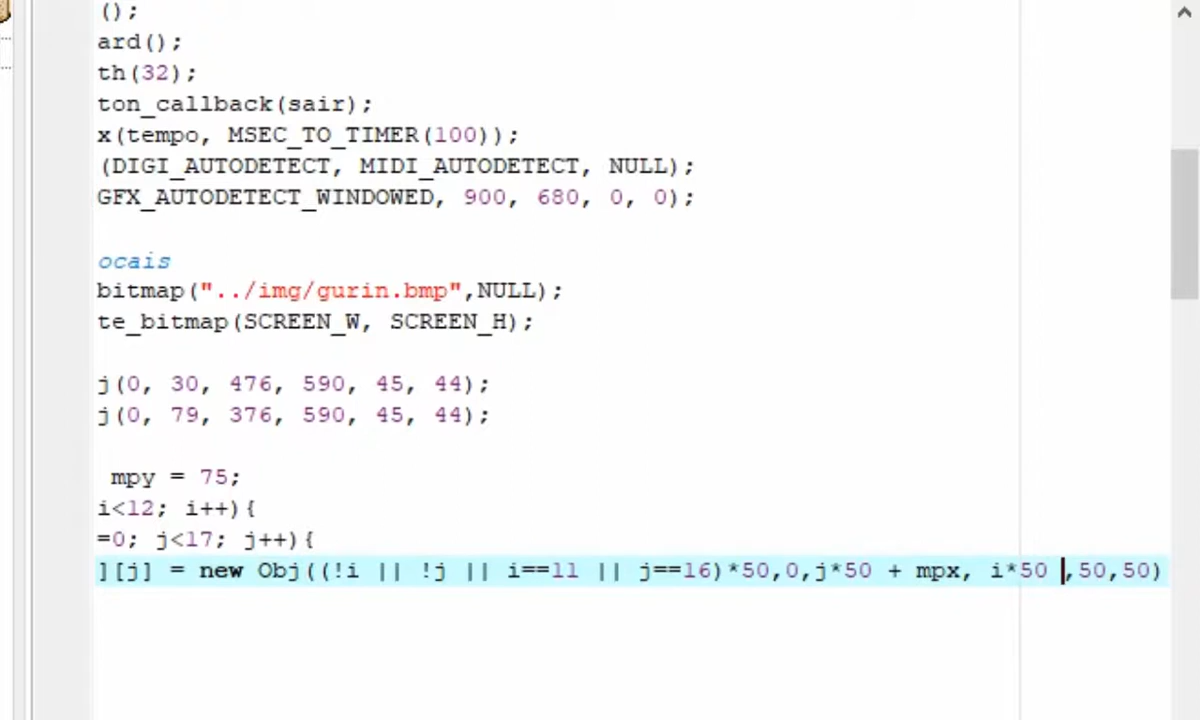 ();
ard();
th(32);
ton_callback(sair);
x(tempo, MSEC_TO_TIMER(100));
(DIGI_AUTODETECT, MIDI_AUTODETECT, NULL);
GFX_AUTODETECT_WINDOWED, 900, 680, 0, 0);
ocais
bitmap("../img/gurin.bmp",NULL);
te_bitmap(SCREEN_W, SCREEN_H);
j(0, 30, 476, 590, 45, 44);
j(0, 79, 376, 590, 45, 44);
mpy = 75;
i<12; i++){
=0; j<17; j++){
][j] = new Obj((!i || !j || i==11 || j==16)*50,0,j*50 + mpx, i*50 ,50,50)